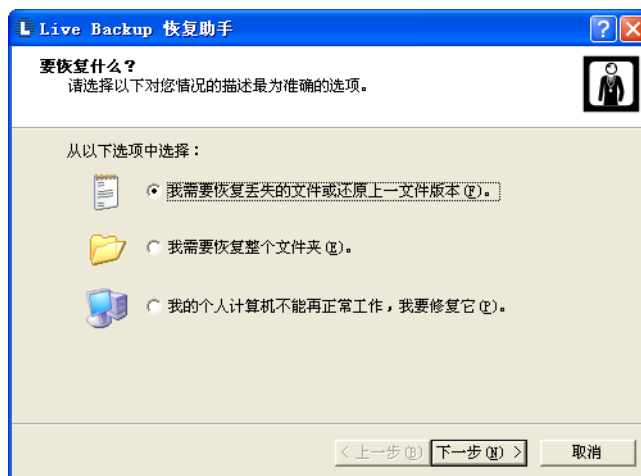 Live Backup 恢复助手
要恢复什么？
请选择以下对您情况的描述最为准确的选项。
从以下选项中选择：
我需要恢复丢失的文件或还原上一文件版本(F)。
我需要恢复整个文件夹(E)。
我的个人计算机不能再正常工作，我要修复它(P)。
< 上一步(B) 下一步(N) > 取消